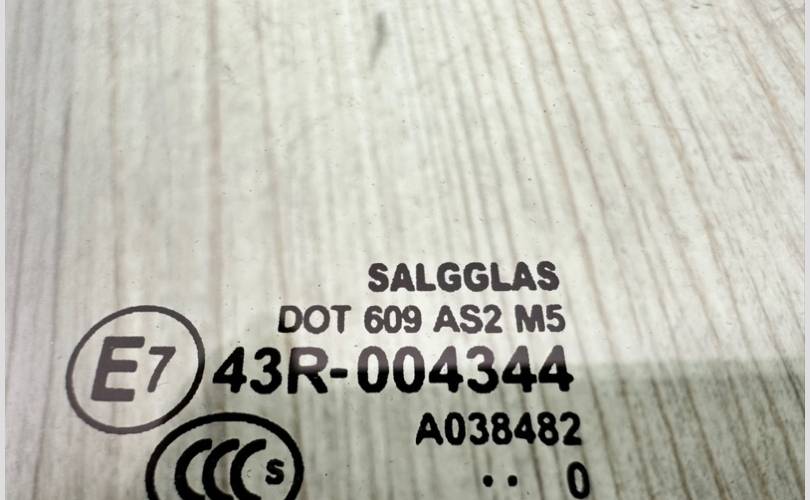 SALGGLAS
DOT 609 AS2 M5
E7 43R-004344
A038482
CCC S
.. 0